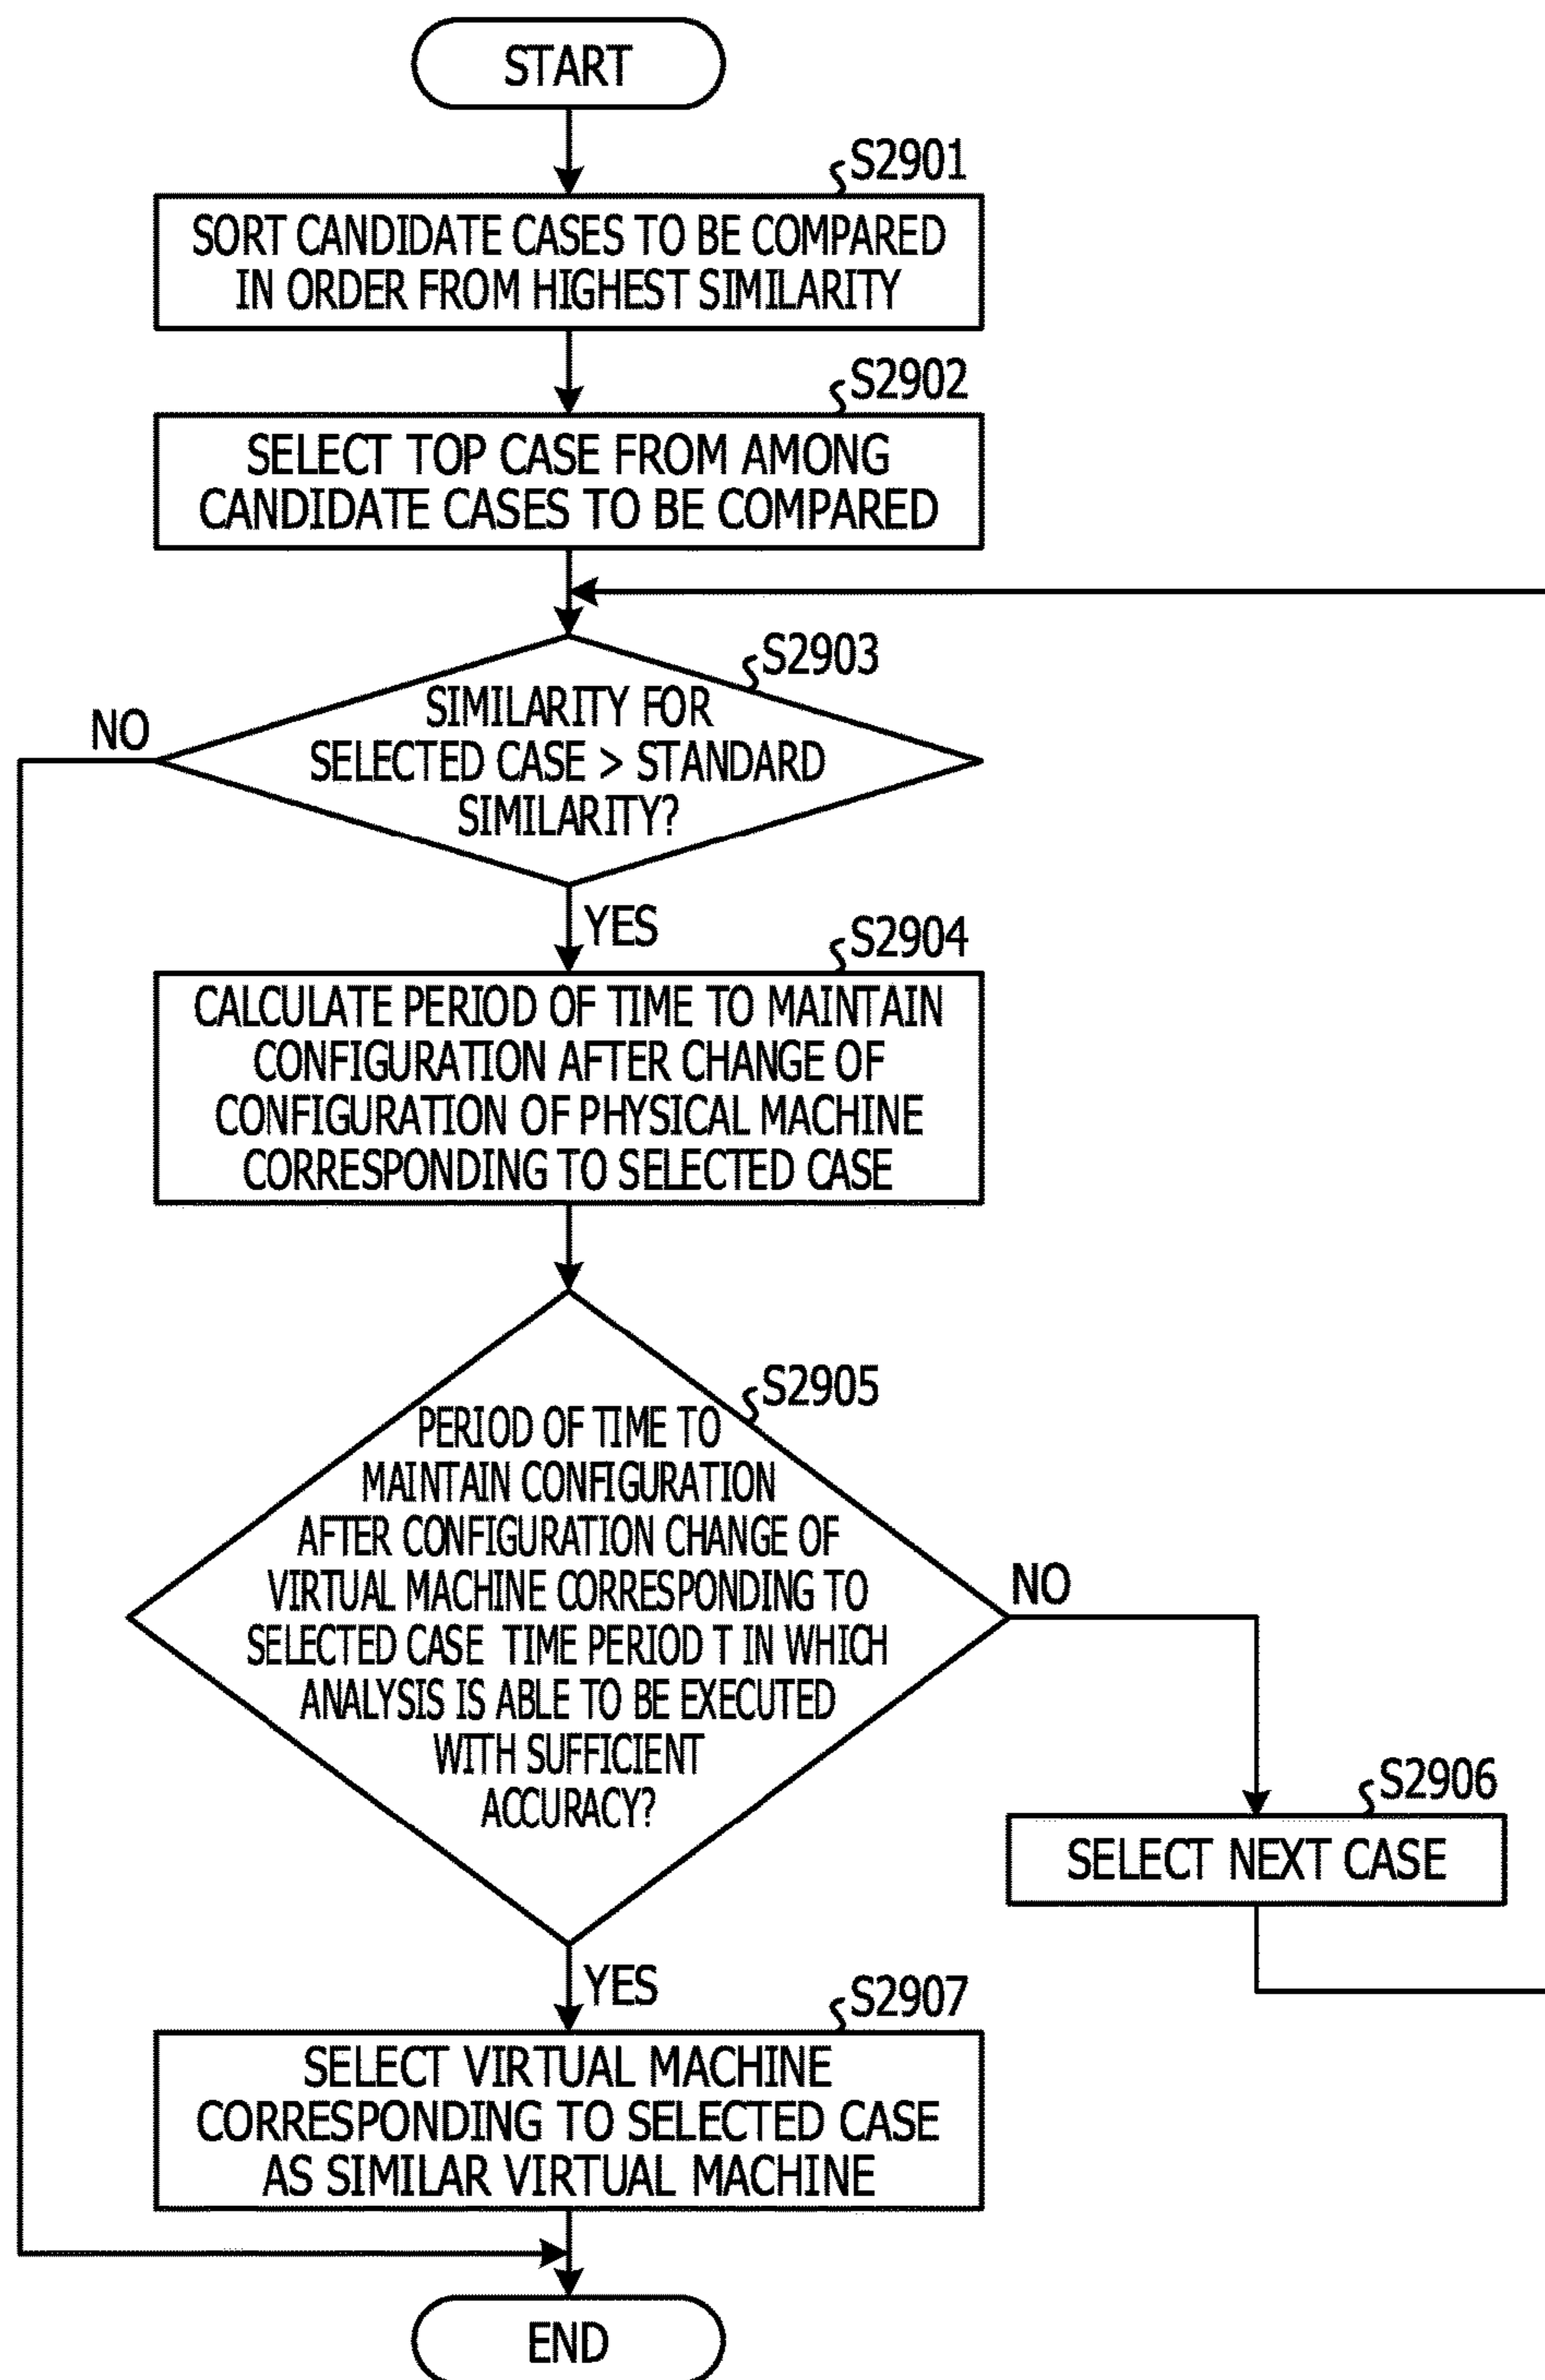 START
S2901
SORT CANDIDATE CASES TO BE COMPARED
IN ORDER FROM HIGHEST SIMILARITY
S2902
SELECT TOP CASE FROM AMONG
CANDIDATE CASES TO BE COMPARED
S2903
SIMILARITY FOR
SELECTED CASE > STANDARD
SIMILARITY?
NO
YES
S2904
CALCULATE PERIOD OF TIME TO MAINTAIN
CONFIGURATION AFTER CHANGE OF
CONFIGURATION OF PHYSICAL MACHINE
CORRESPONDING TO SELECTED CASE
S2905
PERIOD OF TIME TO
MAINTAIN CONFIGURATION
AFTER CONFIGURATION CHANGE OF
VIRTUAL MACHINE CORRESPONDING TO
SELECTED CASE TIME PERIOD T IN WHICH
ANALYSIS IS ABLE TO BE EXECUTED
WITH SUFFICIENT
ACCURACY?
NO
S2906
SELECT NEXT CASE
YES
S2907
SELECT VIRTUAL MACHINE
CORRESPONDING TO SELECTED CASE
AS SIMILAR VIRTUAL MACHINE
END